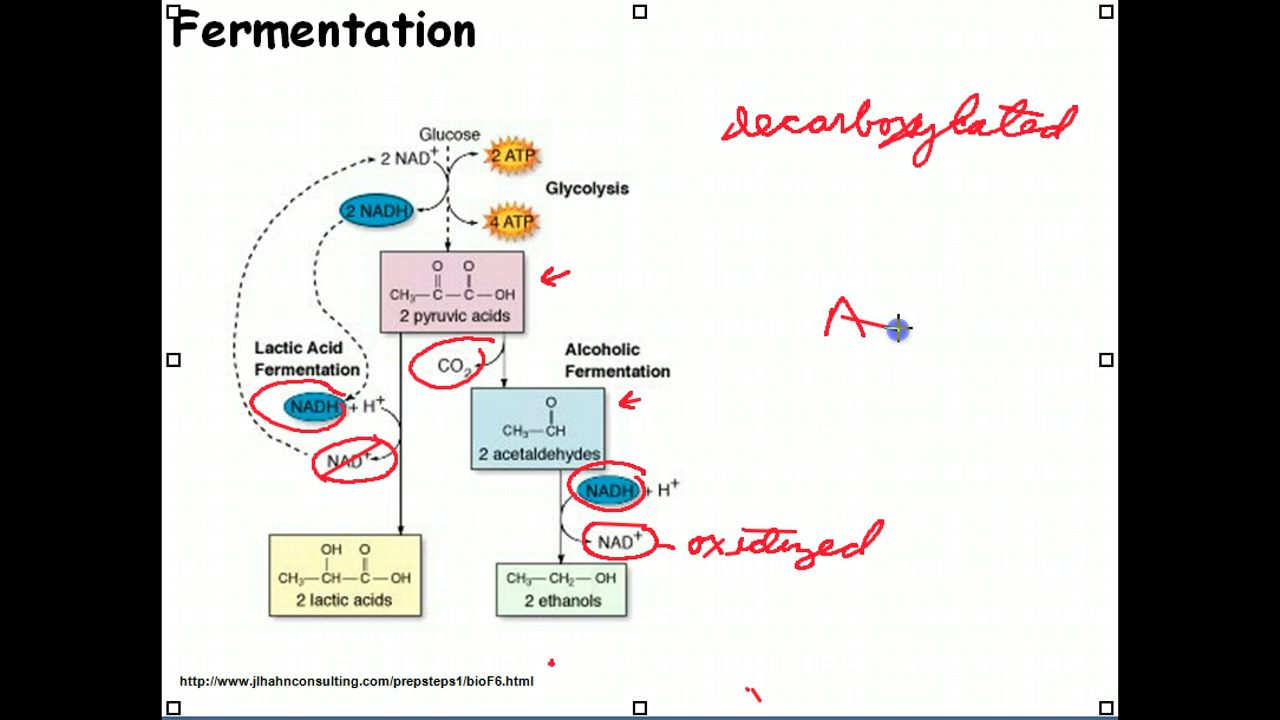 Fermentation
decarboxylated
Glucose
2 NAD+
2 ATP
Glycolysis
2 NADH
4 ATP
O O
CH3—C—C—OH
2 pyruvic acids
A
Lactic Acid
Fermentation
CO2
Alcoholic
Fermentation
NADH + H+
O
CH3—CH
2 acetaldehydes
NAD+
NADH + H+
NAD+ oxidized
OH O
CH3—CH—C—OH
2 lactic acids
CH3—CH2—OH
2 ethanols
http://www.jlhahnconsulting.com/prepsteps1/bioF6.html